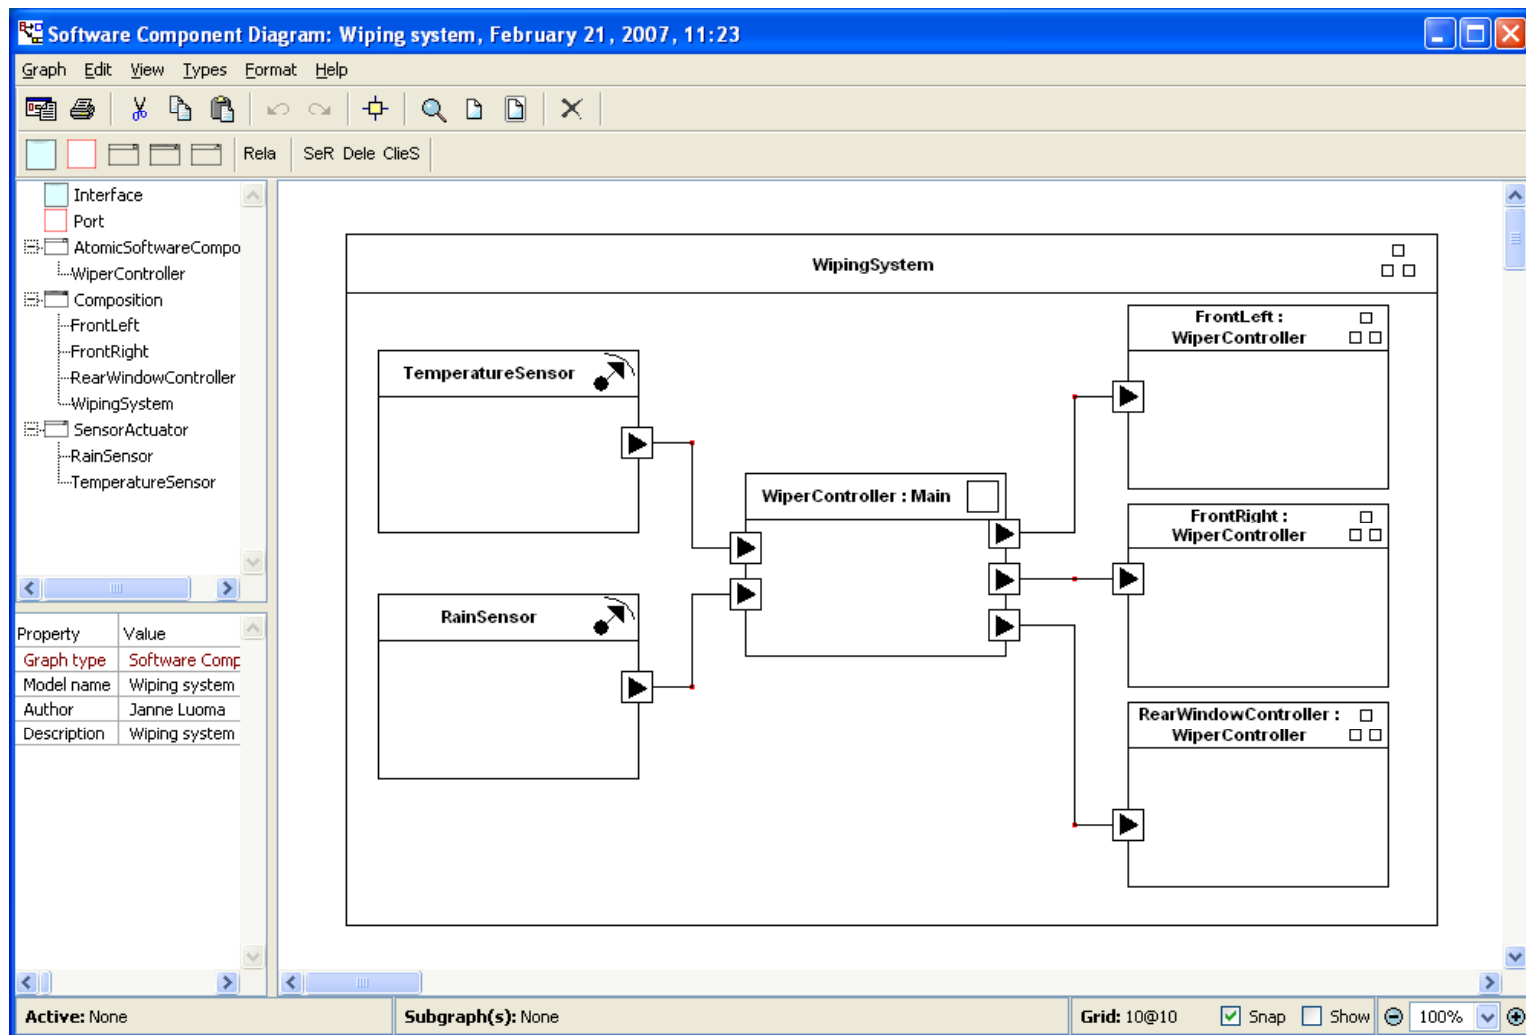 Software Component Diagram: Wiping system, February 21, 2007, 11:23
Graph Edit View Types Format Help
Rela SeR Dele ClieS
Interface
Port
AtomicSoftwareCompo
WiperController
Composition
FrontLeft
FrontRight
RearWindowController
WipingSystem
SensorActuator
RainSensor
TemperatureSensor
Property Value
Graph type Software Comp
Model name Wiping system
Author Janne Luoma
Description Wiping system
WipingSystem
TemperatureSensor
RainSensor
WiperController : Main
FrontLeft :
WiperController
FrontRight :
WiperController
RearWindowController :
WiperController
Active: None
Subgraph(s): None
Grid: 10@10
Snap
Show
100%